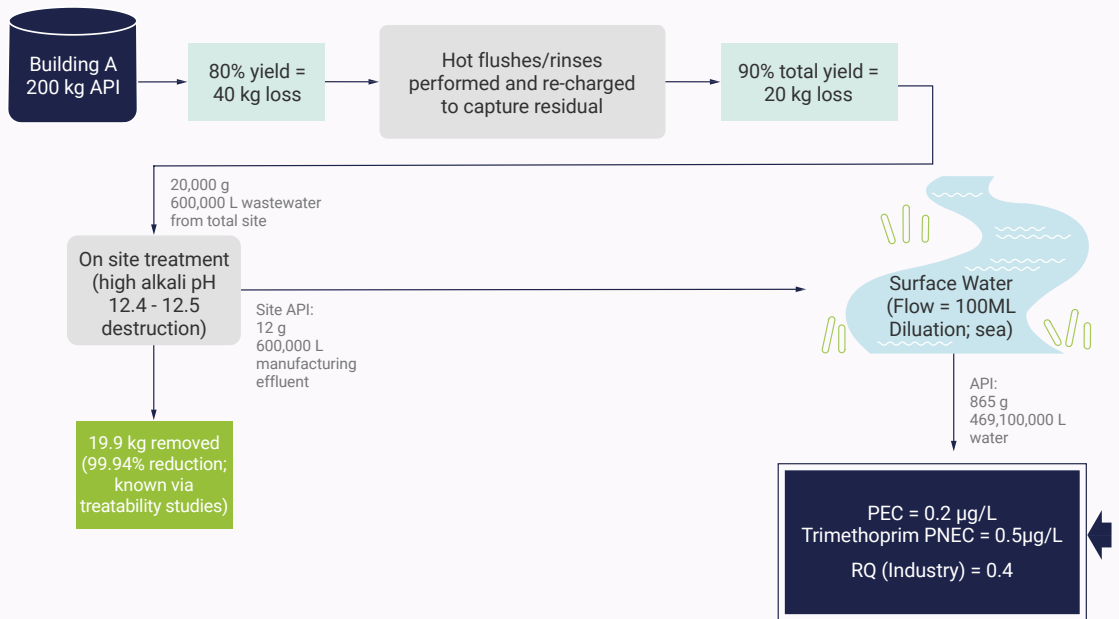 Building A
200 kg API
80% yield =
40 kg loss
Hot flushes/rinses
performed and re-charged
to capture residual
90% total yield =
20 kg loss
20,000 g
600,000 L wastewater
from total site
On site treatment
(high alkali pH
12.4 - 12.5
destruction)
Site API:
12 g
600,000 L
manufacturing
effluent
Surface Water
(Flow = 100ML
Diluation; sea)
19.9 kg removed
(99.94% reduction;
known via
treatability studies)
API:
865 g
469,100,000 L
water
PEC = 0.2 µg/L
Trimethoprim PNEC = 0.5µg/L
RQ (Industry) = 0.4